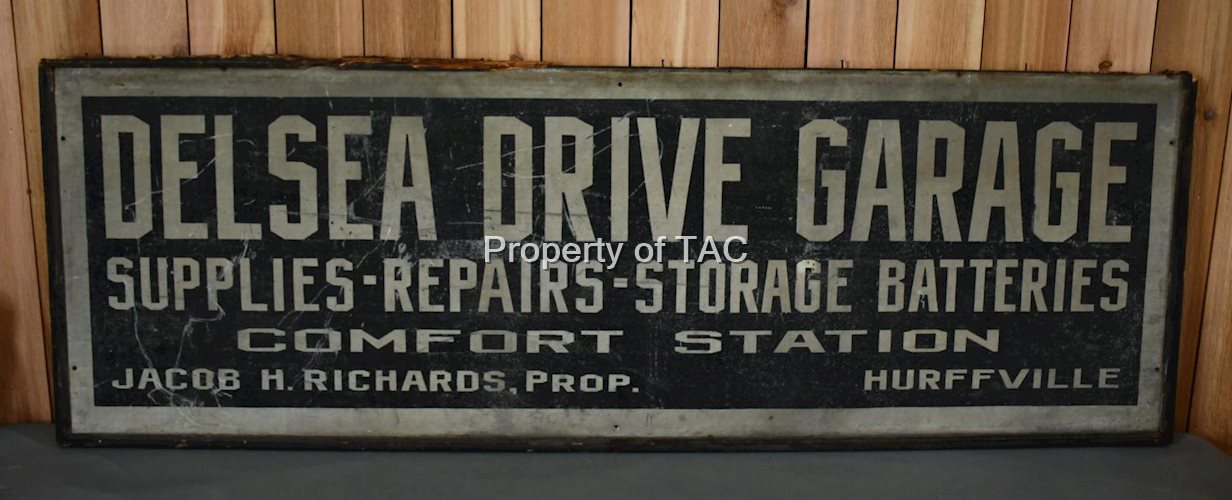 DELSEA DRIVE GARAGE
Property of TAC
SUPPLIES-REPAIRS-STORAGE BATTERIES
COMFORT STATION
JACOB H. RICHARDS, PROP. HURFFVILLE